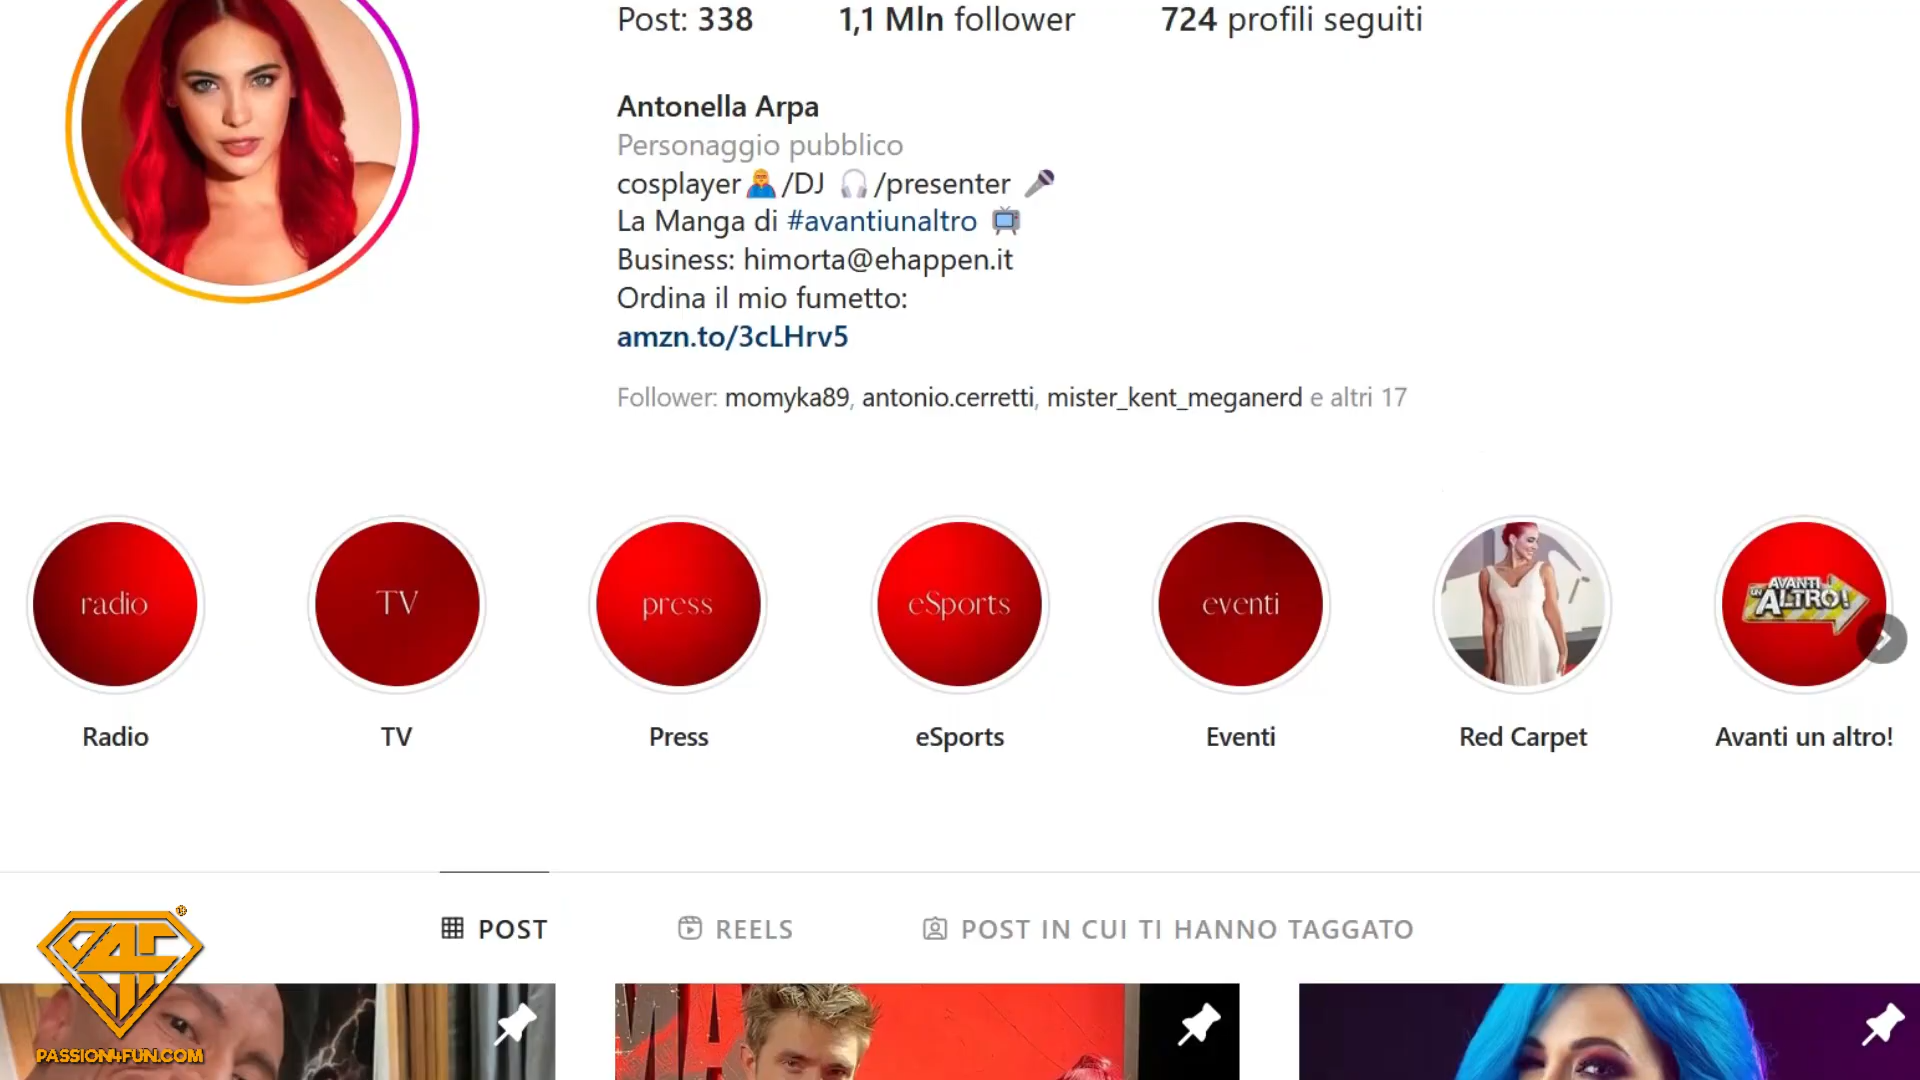 Post: 338 1,1 Mln follower 724 profili seguiti
Antonella Arpa
Personaggio pubblico
cosplayer /DJ /presenter
La Manga di #avantiunaltro
Business: himorta@ehappen.it
Ordina il mio fumetto:
amzn.to/3cLHrv5
Follower: momyka89, antonio.cerretti, mister_kent_meganerd e altri 17
radio TV press eSports eventi AVANTI UN ALTRO!
Radio TV Press eSports Eventi Red Carpet Avanti un altro!
POST REELS POST IN CUI TI HANNO TAGGATO
P4F
PASSION4FUN.COM